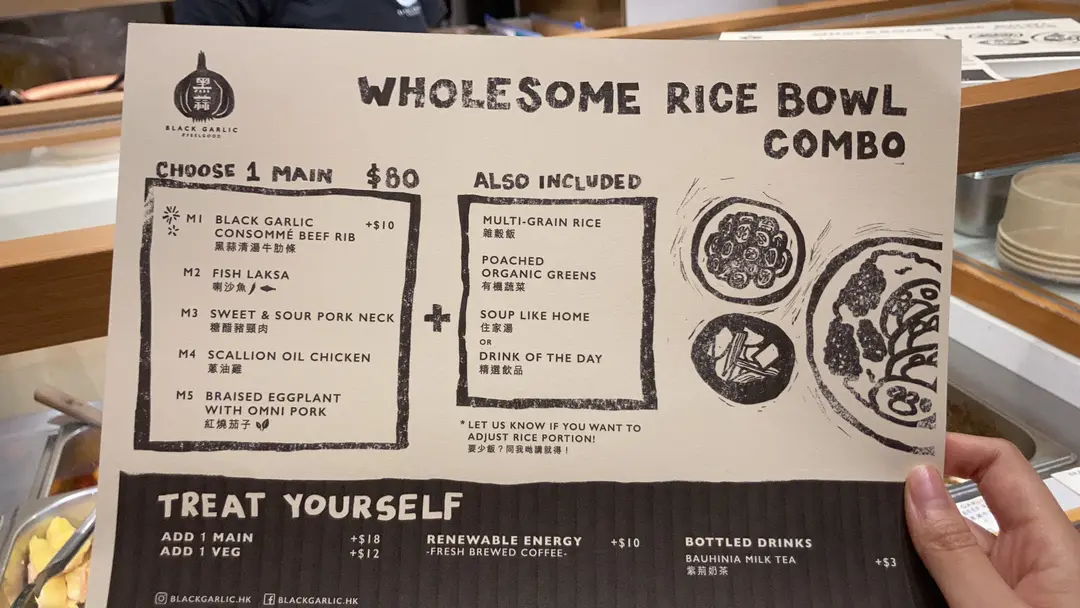 黑蒜
BLACK GARLIC
#FEELGOOD
WHOLESOME RICE BOWL
COMBO
CHOOSE 1 MAIN $80
M1 BLACK GARLIC +$10
CONSOMMÉ BEEF RIB
黑蒜清湯牛肋條
M2 FISH LAKSA
喇沙魚
M3 SWEET & SOUR PORK NECK
糖醋豬頸肉
M4 SCALLION OIL CHICKEN
蔥油雞
M5 BRAISED EGGPLANT
WITH OMNI PORK
紅燒茄子
+
ALSO INCLUDED
MULTI-GRAIN RICE
雜穀飯
POACHED
ORGANIC GREENS
有機蔬菜
SOUP LIKE HOME
住家湯
OR
DRINK OF THE DAY
精選飲品
* LET US KNOW IF YOU WANT TO
ADJUST RICE PORTION!
要少飯？同我哋講就得！
TREAT YOURSELF
ADD 1 MAIN +$18
ADD 1 VEG +$12
RENEWABLE ENERGY +$10
-FRESH BREWED COFFEE-
BOTTLED DRINKS
BAUHINIA MILK TEA +$3
紫荊奶茶
BLACKGARLIC.HK BLACKGARLIC.HK